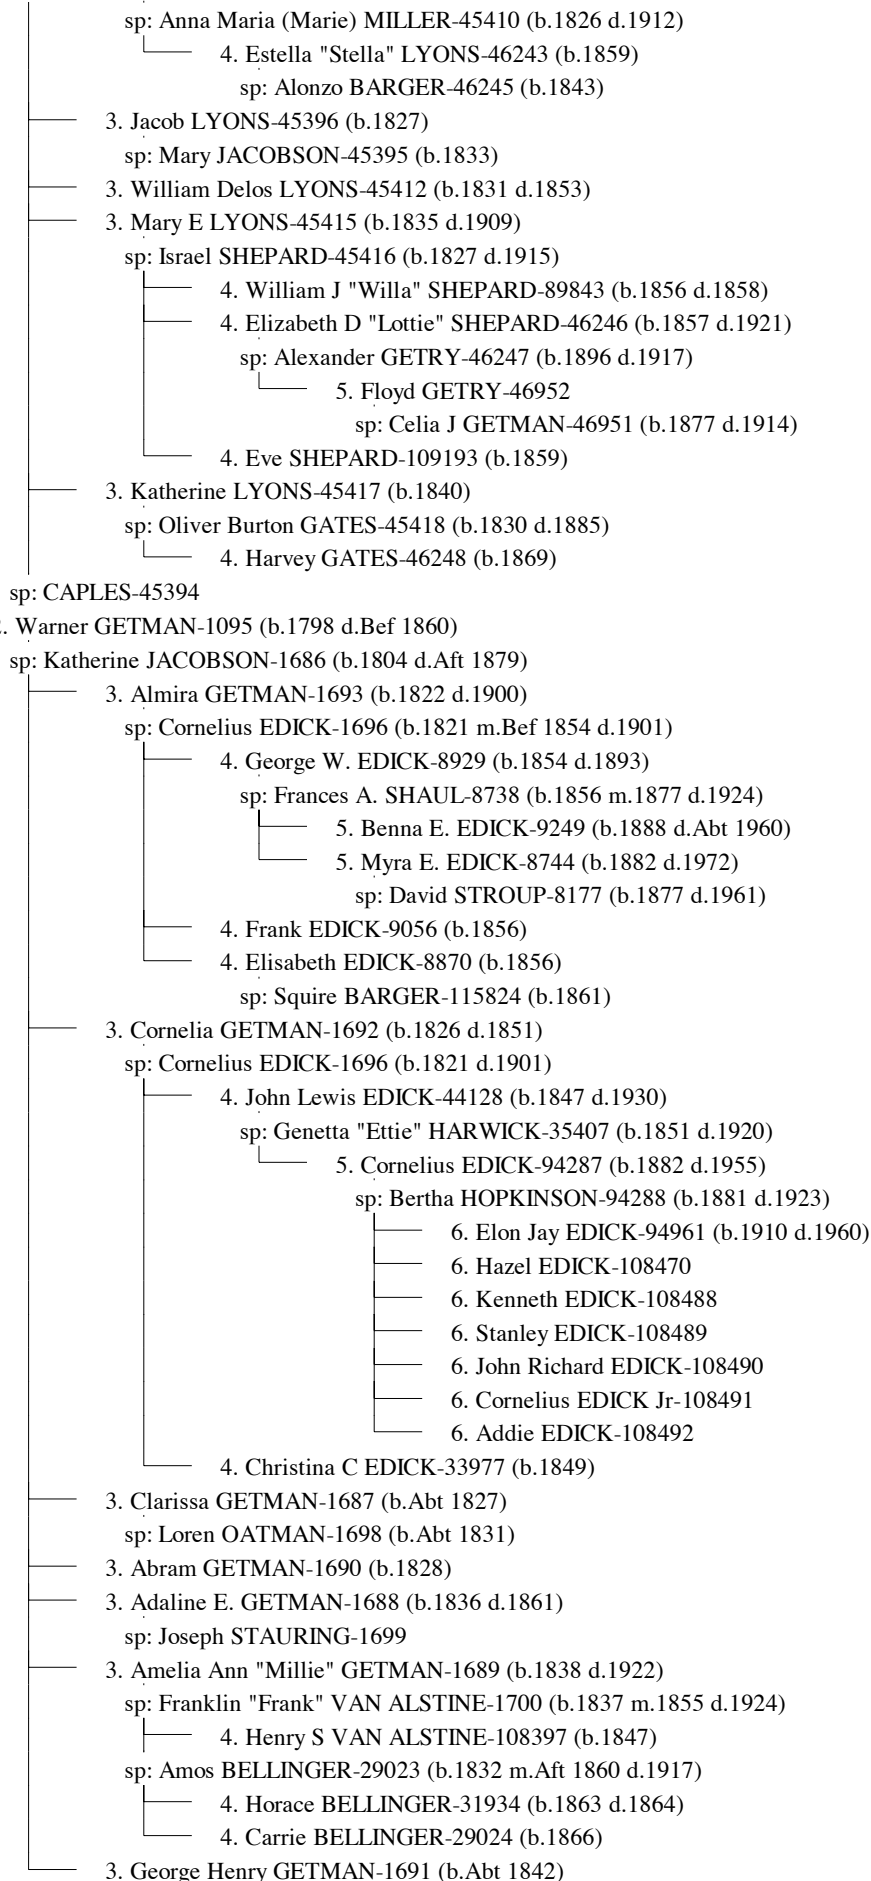 sp: Anna Maria (Marie) MILLER-45410 (b.1826 d.1912)
4. Estella "Stella" LYONS-46243 (b.1859)
sp: Alonzo BARGER-46245 (b.1843)
3. Jacob LYONS-45396 (b.1827)
sp: Mary JACOBSON-45395 (b.1833)
3. William Delos LYONS-45412 (b.1831 d.1853)
3. Mary E LYONS-45415 (b.1835 d.1909)
sp: Israel SHEPARD-45416 (b.1827 d.1915)
4. William J "Willa" SHEPARD-89843 (b.1856 d.1858)
4. Elizabeth D "Lottie" SHEPARD-46246 (b.1857 d.1921)
sp: Alexander GETRY-46247 (b.1896 d.1917)
5. Floyd GETRY-46952
sp: Celia J GETMAN-46951 (b.1877 d.1914)
4. Eve SHEPARD-109193 (b.1859)
3. Katherine LYONS-45417 (b.1840)
sp: Oliver Burton GATES-45418 (b.1830 d.1885)
4. Harvey GATES-46248 (b.1869)
sp: CAPLES-45394
. Warner GETMAN-1095 (b.1798 d.Bef 1860)
sp: Katherine JACOBSON-1686 (b.1804 d.Aft 1879)
3. Almira GETMAN-1693 (b.1822 d.1900)
sp: Cornelius EDICK-1696 (b.1821 m.Bef 1854 d.1901)
4. George W. EDICK-8929 (b.1854 d.1893)
sp: Frances A. SHAUL-8738 (b.1856 m.1877 d.1924)
5. Benna E. EDICK-9249 (b.1888 d.Abt 1960)
5. Myra E. EDICK-8744 (b.1882 d.1972)
sp: David STROUP-8177 (b.1877 d.1961)
4. Frank EDICK-9056 (b.1856)
4. Elisabeth EDICK-8870 (b.1856)
sp: Squire BARGER-115824 (b.1861)
3. Cornelia GETMAN-1692 (b.1826 d.1851)
sp: Cornelius EDICK-1696 (b.1821 d.1901)
4. John Lewis EDICK-44128 (b.1847 d.1930)
sp: Genetta "Ettie" HARWICK-35407 (b.1851 d.1920)
5. Cornelius EDICK-94287 (b.1882 d.1955)
sp: Bertha HOPKINSON-94288 (b.1881 d.1923)
6. Elon Jay EDICK-94961 (b.1910 d.1960)
6. Hazel EDICK-108470
6. Kenneth EDICK-108488
6. Stanley EDICK-108489
6. John Richard EDICK-108490
6. Cornelius EDICK Jr-108491
6. Addie EDICK-108492
4. Christina C EDICK-33977 (b.1849)
3. Clarissa GETMAN-1687 (b.Abt 1827)
sp: Loren OATMAN-1698 (b.Abt 1831)
3. Abram GETMAN-1690 (b.1828)
3. Adaline E. GETMAN-1688 (b.1836 d.1861)
sp: Joseph STAURING-1699
3. Amelia Ann "Millie" GETMAN-1689 (b.1838 d.1922)
sp: Franklin "Frank" VAN ALSTINE-1700 (b.1837 m.1855 d.1924)
4. Henry S VAN ALSTINE-108397 (b.1847)
sp: Amos BELLINGER-29023 (b.1832 m.Aft 1860 d.1917)
4. Horace BELLINGER-31934 (b.1863 d.1864)
4. Carrie BELLINGER-29024 (b.1866)
3. George Henry GETMAN-1691 (b.Abt 1842)